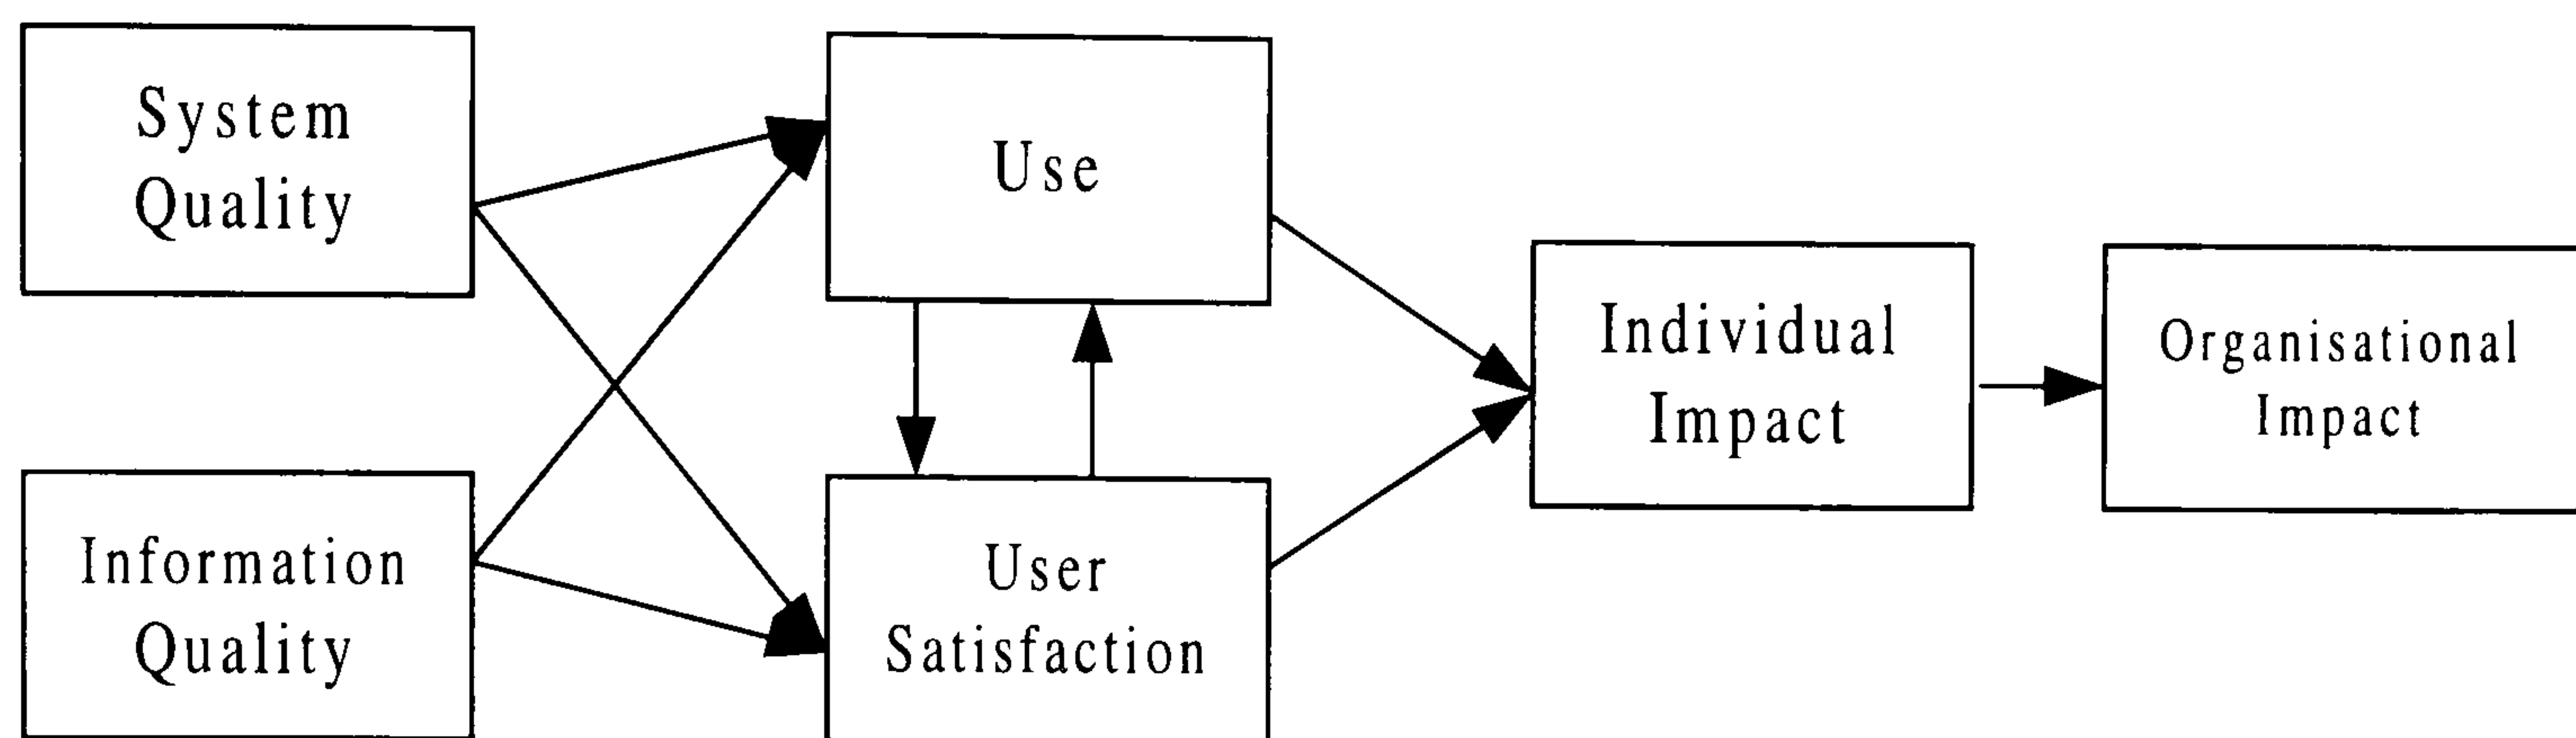 System
Quality
Use
Individual
Impact
Organisational
Impact
Information
Quality
User
Satisfaction